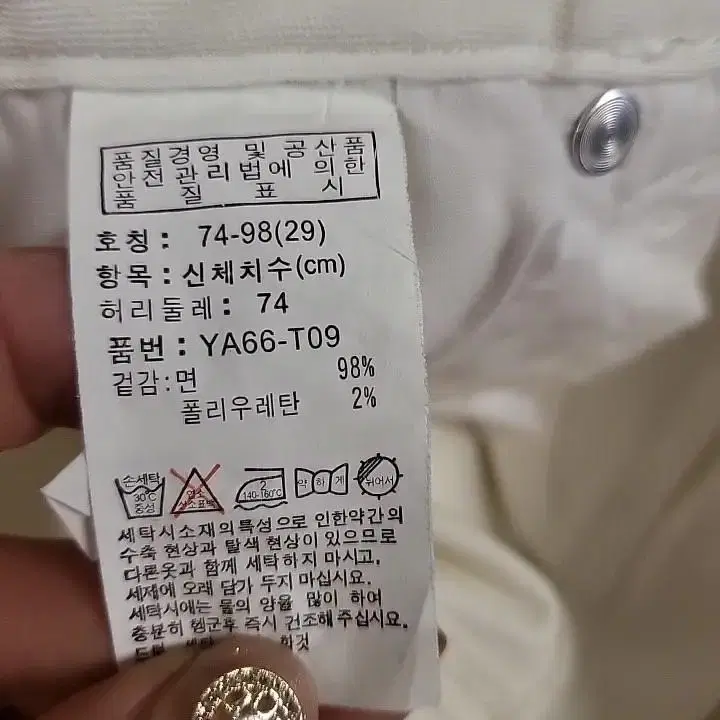 품질경영 및 공산품
안전관리법에 의한
품 질 표 시
호칭 : 74-98(29)
항목 : 신체치수(cm)
허리둘레 : 74
품번 : YA66-T09
겉감 : 면 98%
폴리우레탄 2%
손세탁
30℃
중성
염소
산소표백
2
140-160℃
약하게
뉘어서
세탁시소재의 특성으로 인한약간의
수축 현상과 탈색 현상이 있으므로
다른옷과 함께 세탁하지 마시고,
세제에 오래 담가 두지 마십시요.
세탁시에는 물의 양을 많이 하여
충분히 헹군후 즉시 건조해 주십시요.